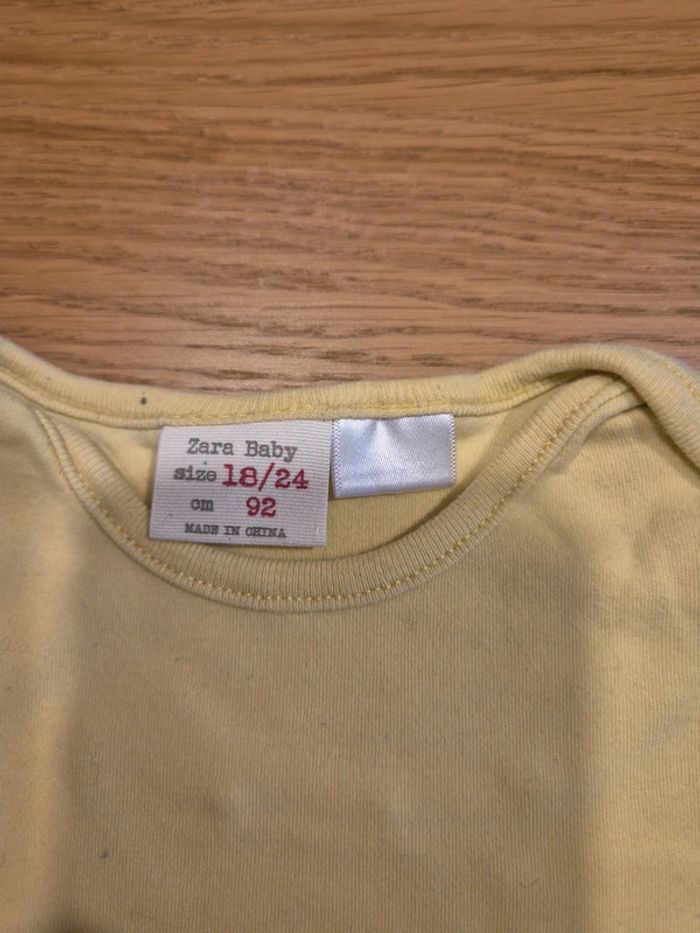 Zara Baby
size 18/24
cm 92
MADE IN CHINA